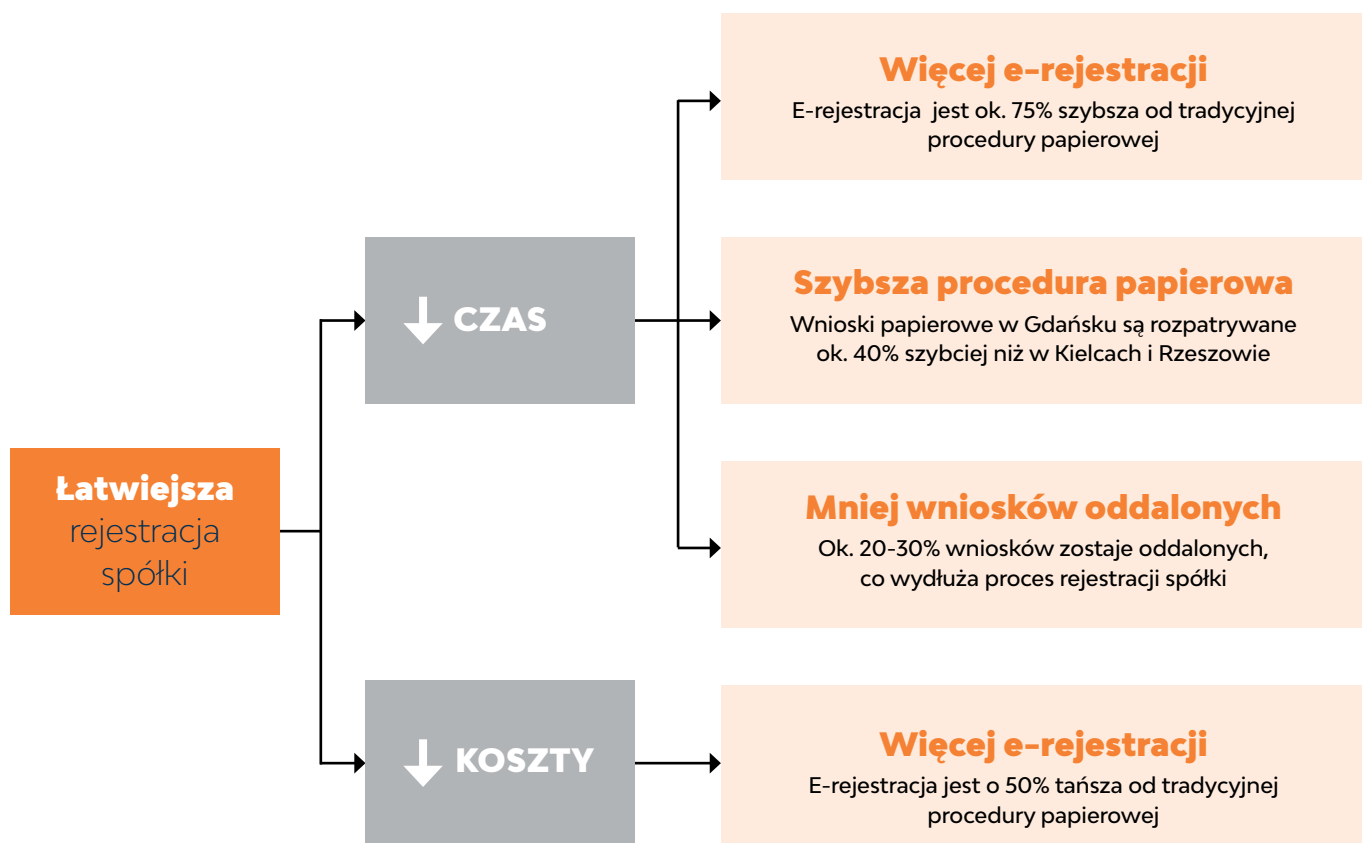 Łatwiejsza
rejestracja
spółki
CZAS
Więcej e-rejestracji
E-rejestracja jest ok. 75% szybsza od tradycyjnej
procedury papierowej
Szybsza procedura papierowa
Wnioski papierowe w Gdańsku są rozpatrywane
ok. 40% szybciej niż w Kielcach i Rzeszowie
Mniej wniosków oddalonych
Ok. 20-30% wniosków zostaje oddalonych,
co wydłuża proces rejestracji spółki
KOSZTY
Więcej e-rejestracji
E-rejestracja jest o 50% tańsza od tradycyjnej
procedury papierowej